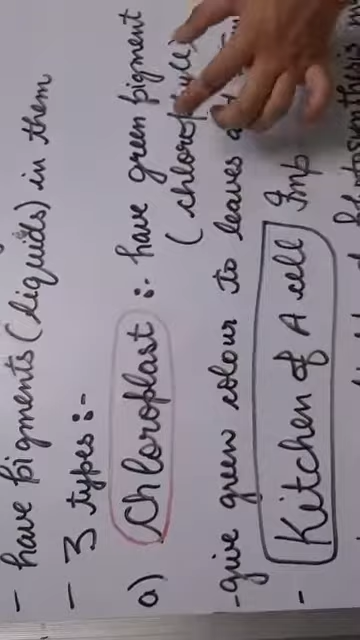 - have pigments (liquids) in them
- 3 types :-
a) Chloroplast :- have green pigment
(chlorophyll)
- give green colour to leaves
- Kitchen of A cell Imp